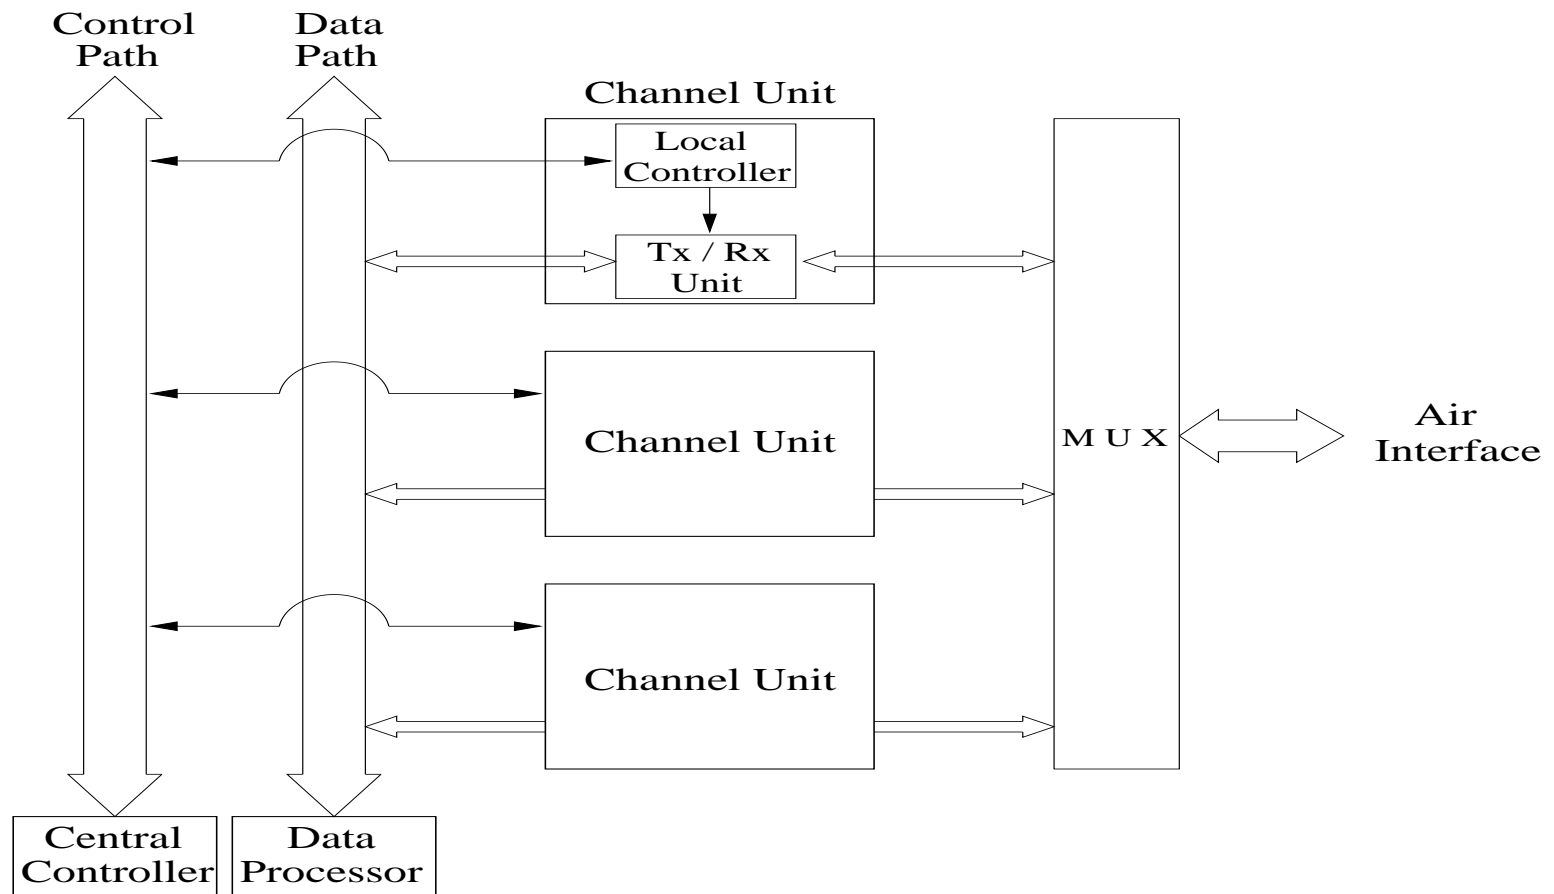 Control
Path
Data
Path
Channel Unit
Local
Controller
Tx / Rx
Unit
Channel Unit
M U X
Air
Interface
Channel Unit
Central
Controller
Data
Processor